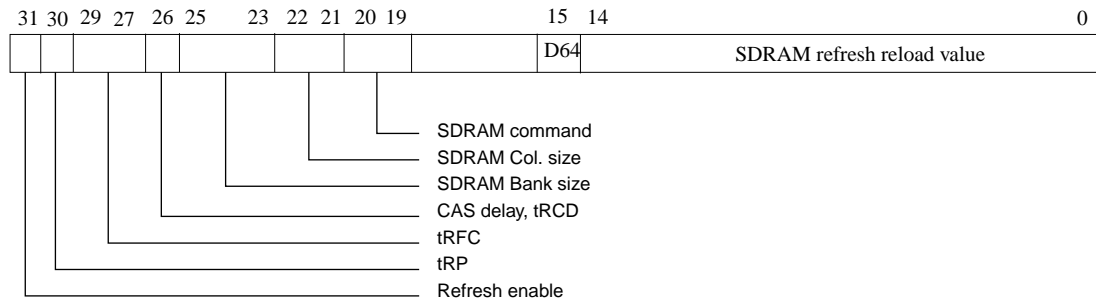 31 30 29 27 26 25 23 22 21 20 19 15 14 0
D64 SDRAM refresh reload value
SDRAM command
SDRAM Col. size
SDRAM Bank size
CAS delay, tRCD
tRFC
tRP
Refresh enable